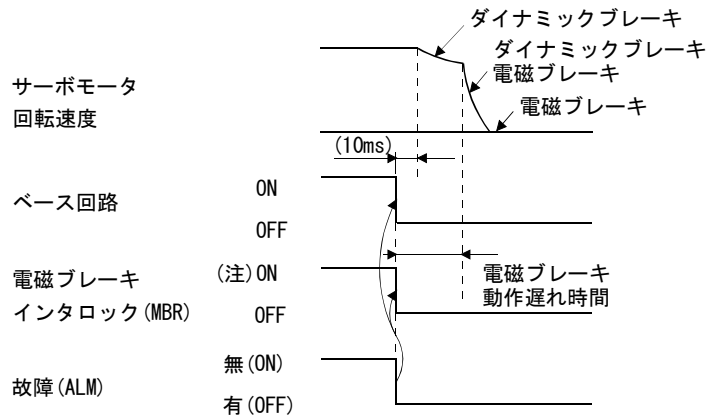 ダイナミックブレーキ
ダイナミックブレーキ
電磁ブレーキ
電磁ブレーキ
サーボモータ
回転速度
(10ms)
ベース回路
ON
OFF
電磁ブレーキ
インタロック(MBR)
(注)ON
OFF
電磁ブレーキ
動作遅れ時間
故障(ALM)
無(ON)
有(OFF)